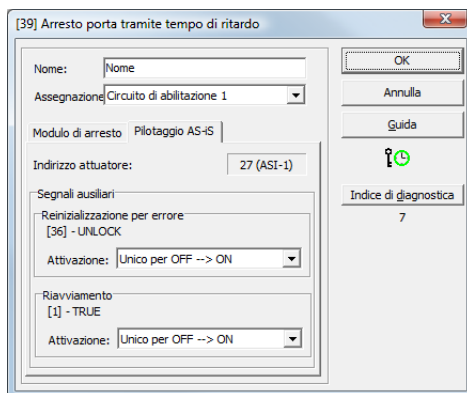 [39] Arresto porta tramite tempo di ritardo
Nome: Nome
Assegnazione Circuito di abilitazione 1
Modulo di arresto Pilotaggio AS-iS
Indirizzo attuatore: 27 (ASI-1)
Segnali ausiliari
Reinizializzazione per errore
[36] - UNLOCK
Attivazione: Unico per OFF --> ON
Riavviamento
[1] - TRUE
Attivazione: Unico per OFF --> ON
OK
Annulla
Guida
Indice di diagnostica
7